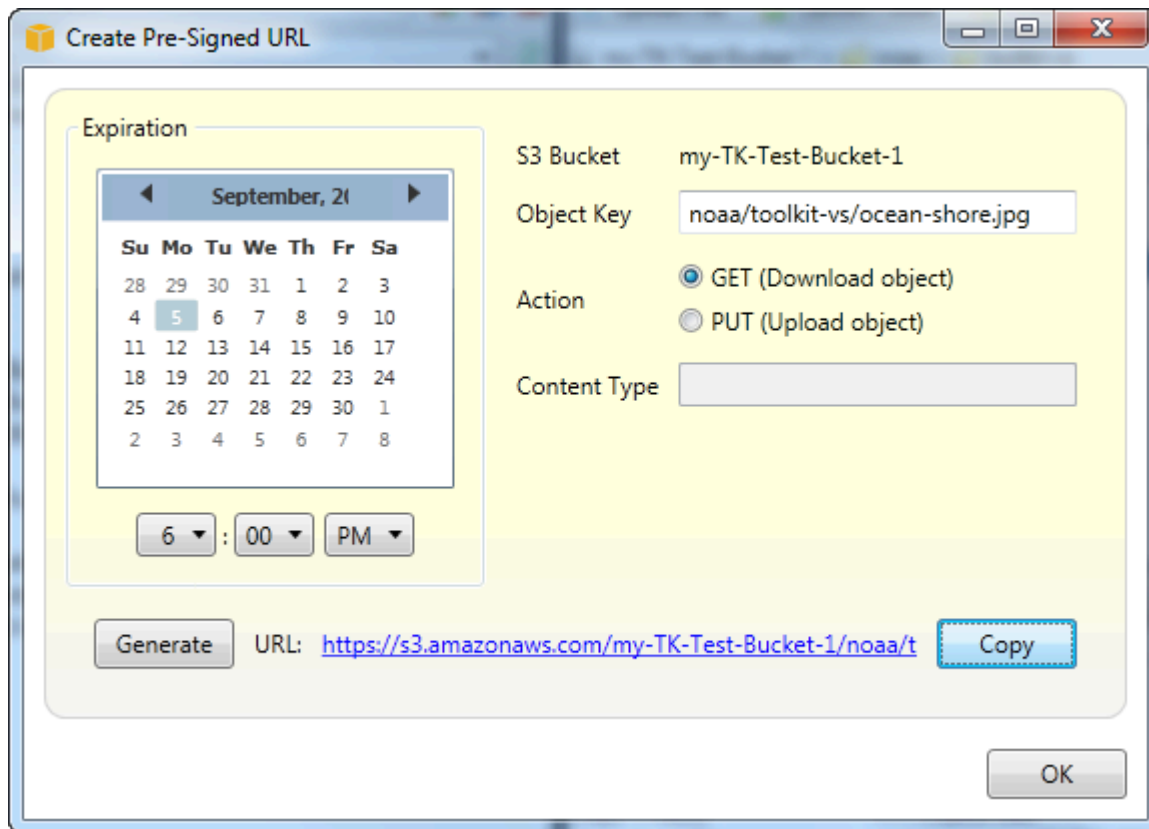 Create Pre-Signed URL
Expiration
September, 20
Su Mo Tu We Th Fr Sa
28 29 30 31 1 2 3
4 5 6 7 8 9 10
11 12 13 14 15 16 17
18 19 20 21 22 23 24
25 26 27 28 29 30 1
2 3 4 5 6 7 8
6 : 00 PM
S3 Bucket my-TK-Test-Bucket-1
Object Key noaa/toolkit-vs/ocean-shore.jpg
Action
GET (Download object)
PUT (Upload object)
Content Type
Generate URL: https://s3.amazonaws.com/my-TK-Test-Bucket-1/noaa/t Copy
OK